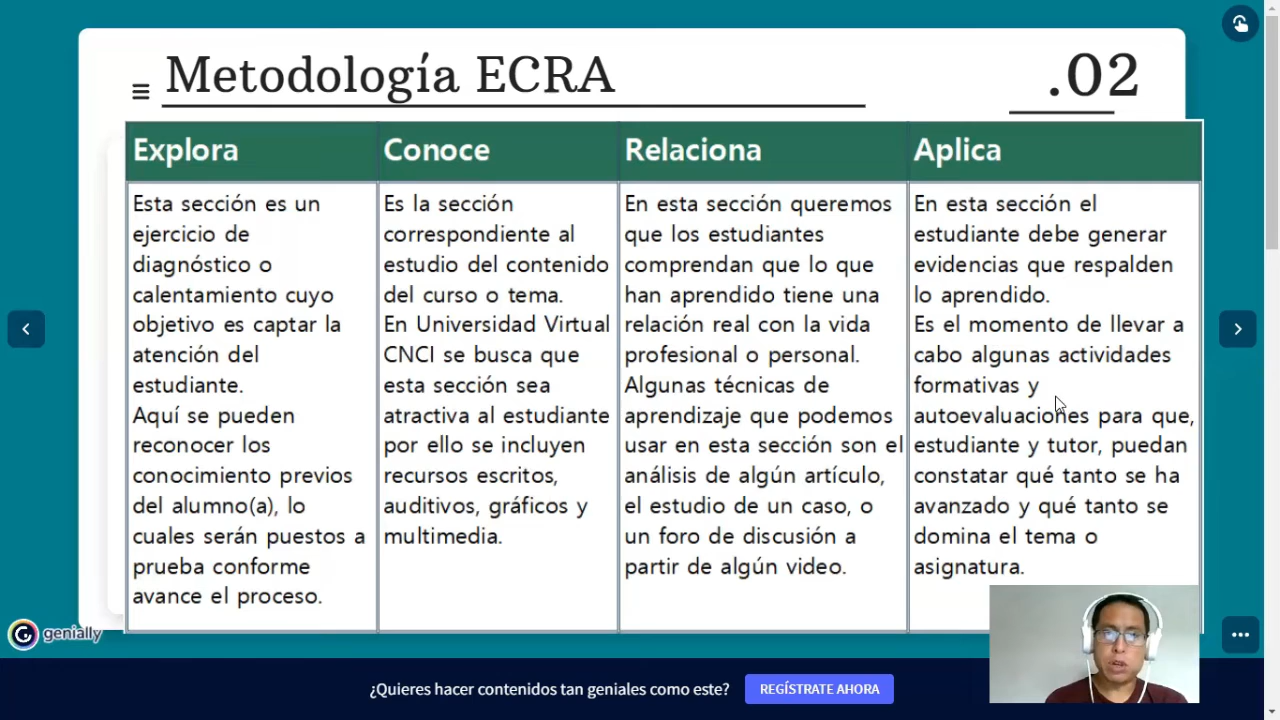 Metodología ECRA
.02
Explora
Esta sección es un
ejercicio de
diagnóstico o
calentamiento cuyo
objetivo es captar la
atención del
estudiante.
Aquí se pueden
reconocer los
conocimiento previos
del alumno(a), lo
cuales serán puestos a
prueba conforme
avance el proceso.
Conoce
Es la sección
correspondiente al
estudio del contenido
del curso o tema.
En Universidad Virtual
CNCI se busca que
esta sección sea
atractiva al estudiante
por ello se incluyen
recursos escritos,
auditivos, gráficos y
multimedia.
Relaciona
En esta sección queremos
que los estudiantes
comprendan que lo que
han aprendido tiene una
relación real con la vida
profesional o personal.
Algunas técnicas de
aprendizaje que podemos
usar en esta sección son el
análisis de algún artículo,
el estudio de un caso, o
un foro de discusión a
partir de algún video.
Aplica
En esta sección el
estudiante debe generar
evidencias que respalden
lo aprendido.
Es el momento de llevar a
cabo algunas actividades
formativas y
autoevaluaciones para que,
estudiante y tutor, puedan
constatar qué tanto se ha
avanzado y qué tanto se
domina el tema o
asignatura.
genially
¿Quieres hacer contenidos tan geniales como este?
REGÍSTRATE AHORA